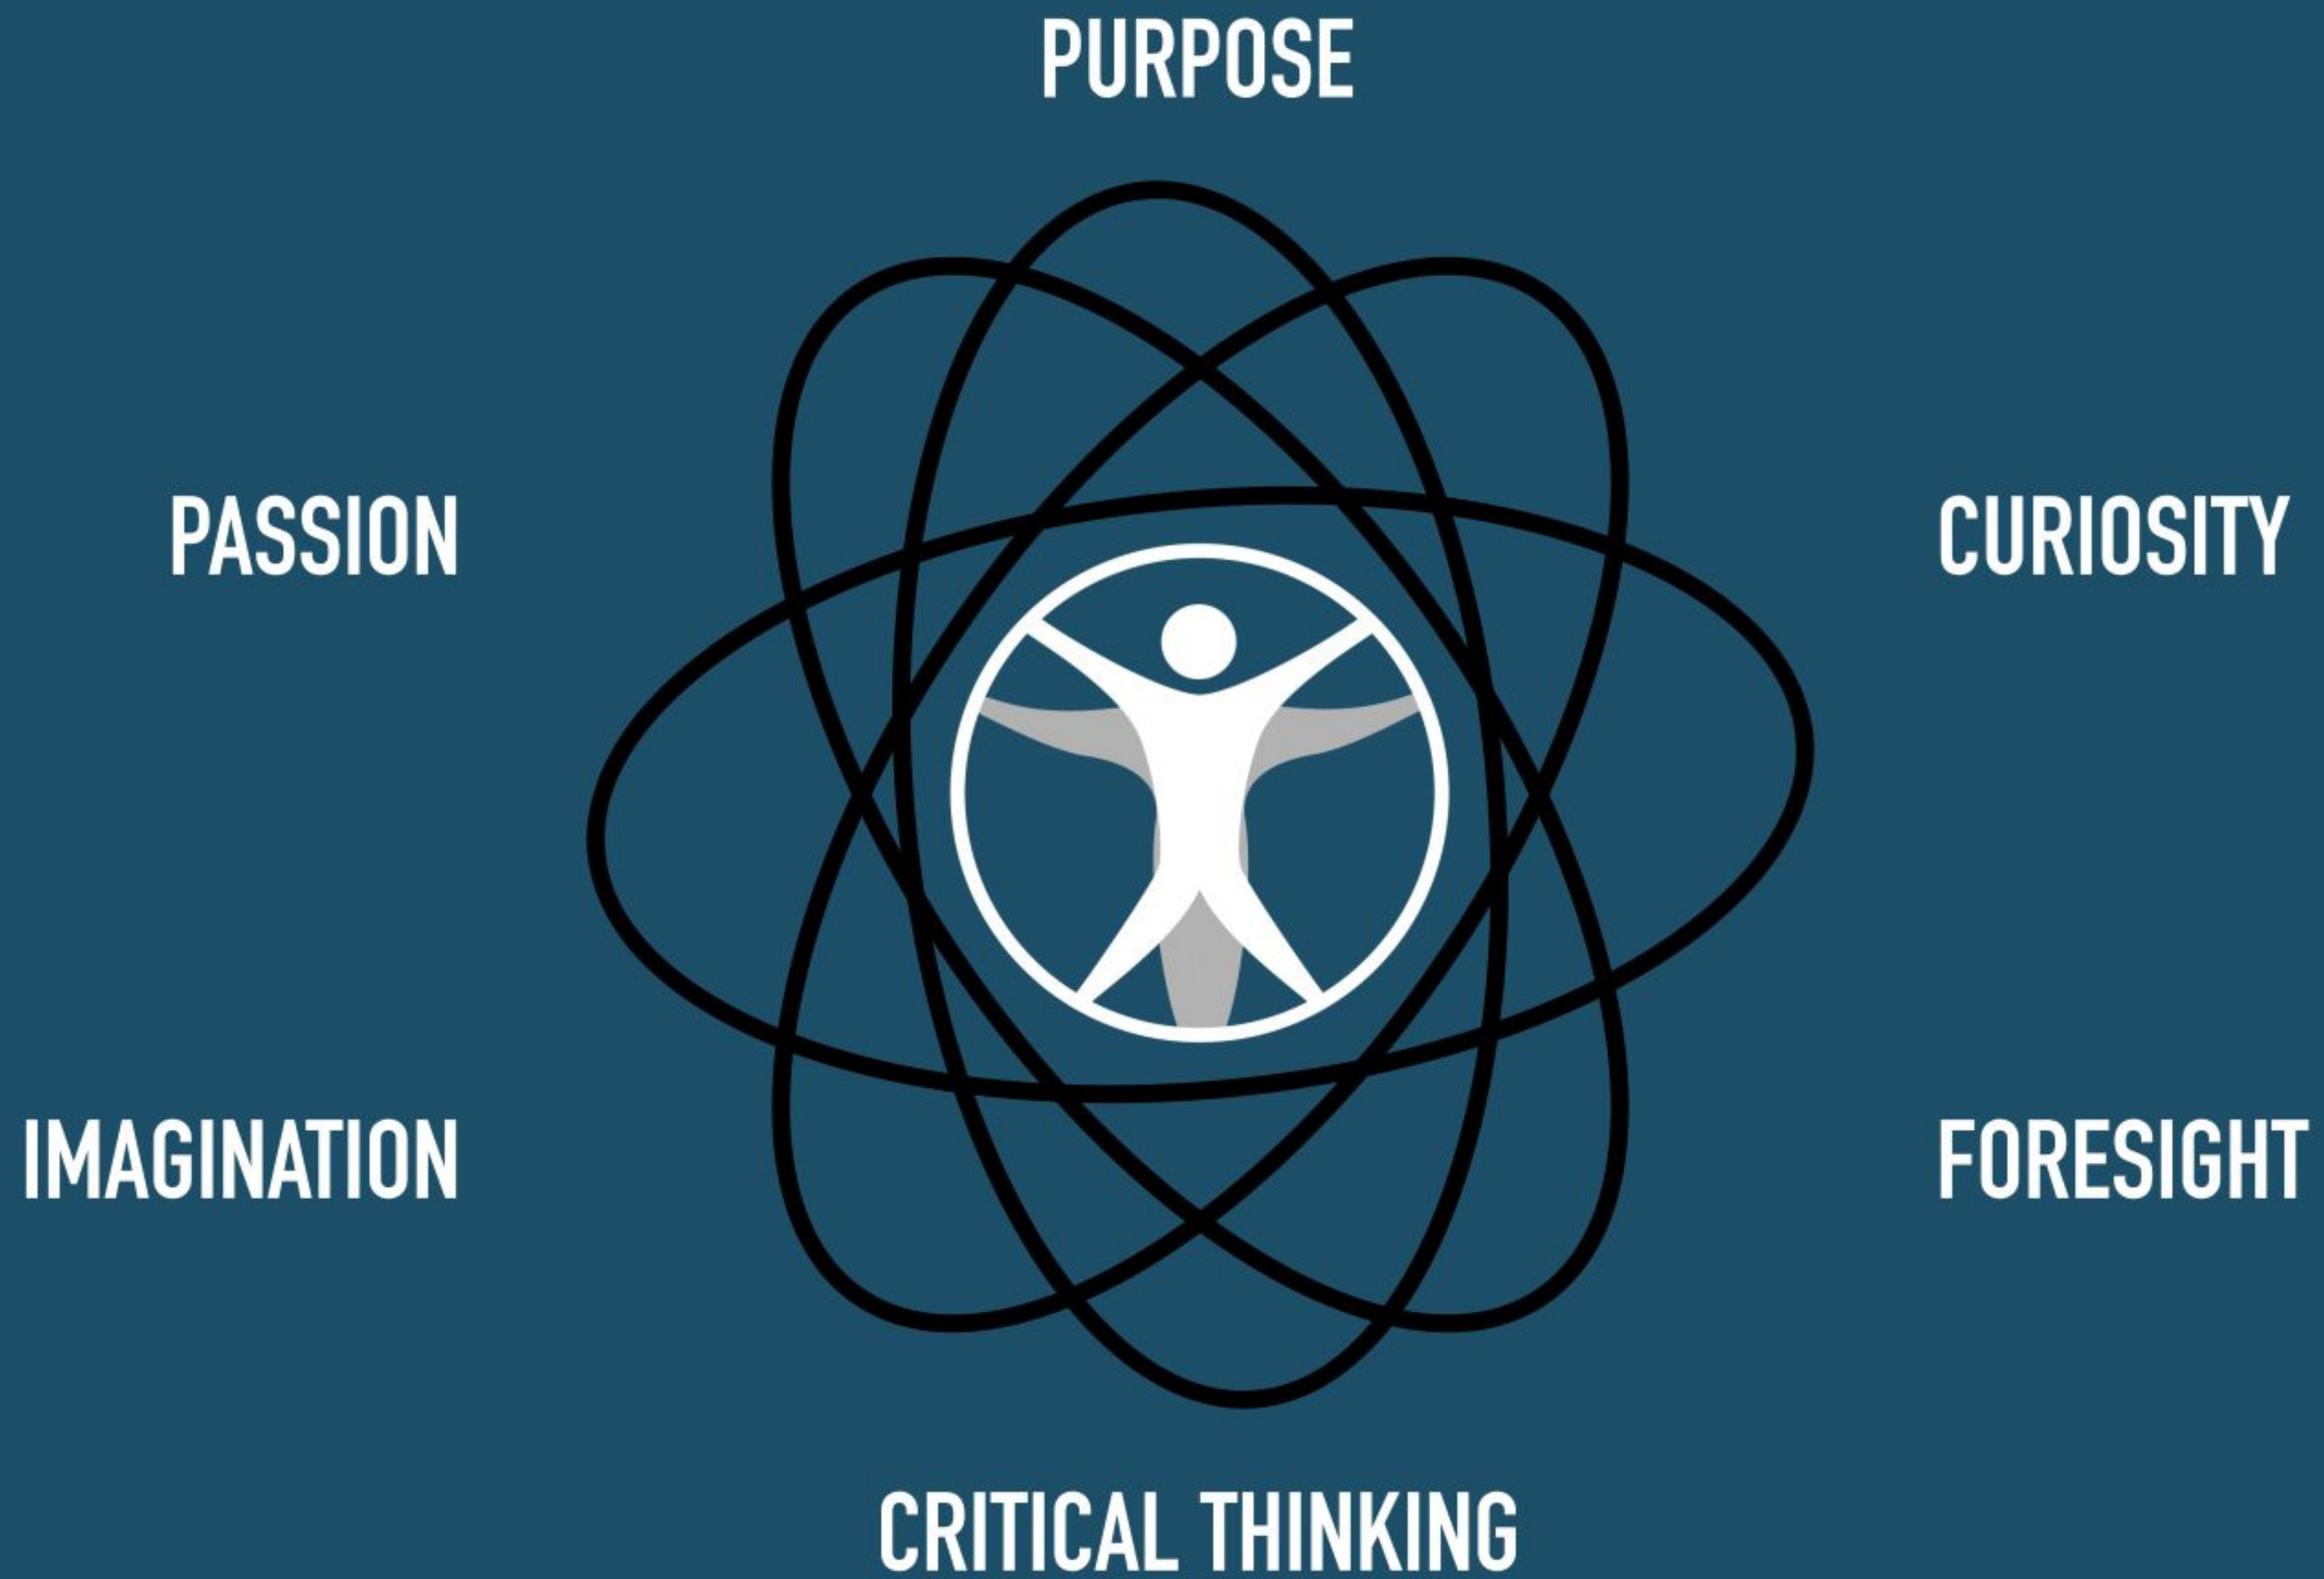 PURPOSE
PASSION
CURIOSITY
IMAGINATION
FORESIGHT
CRITICAL THINKING